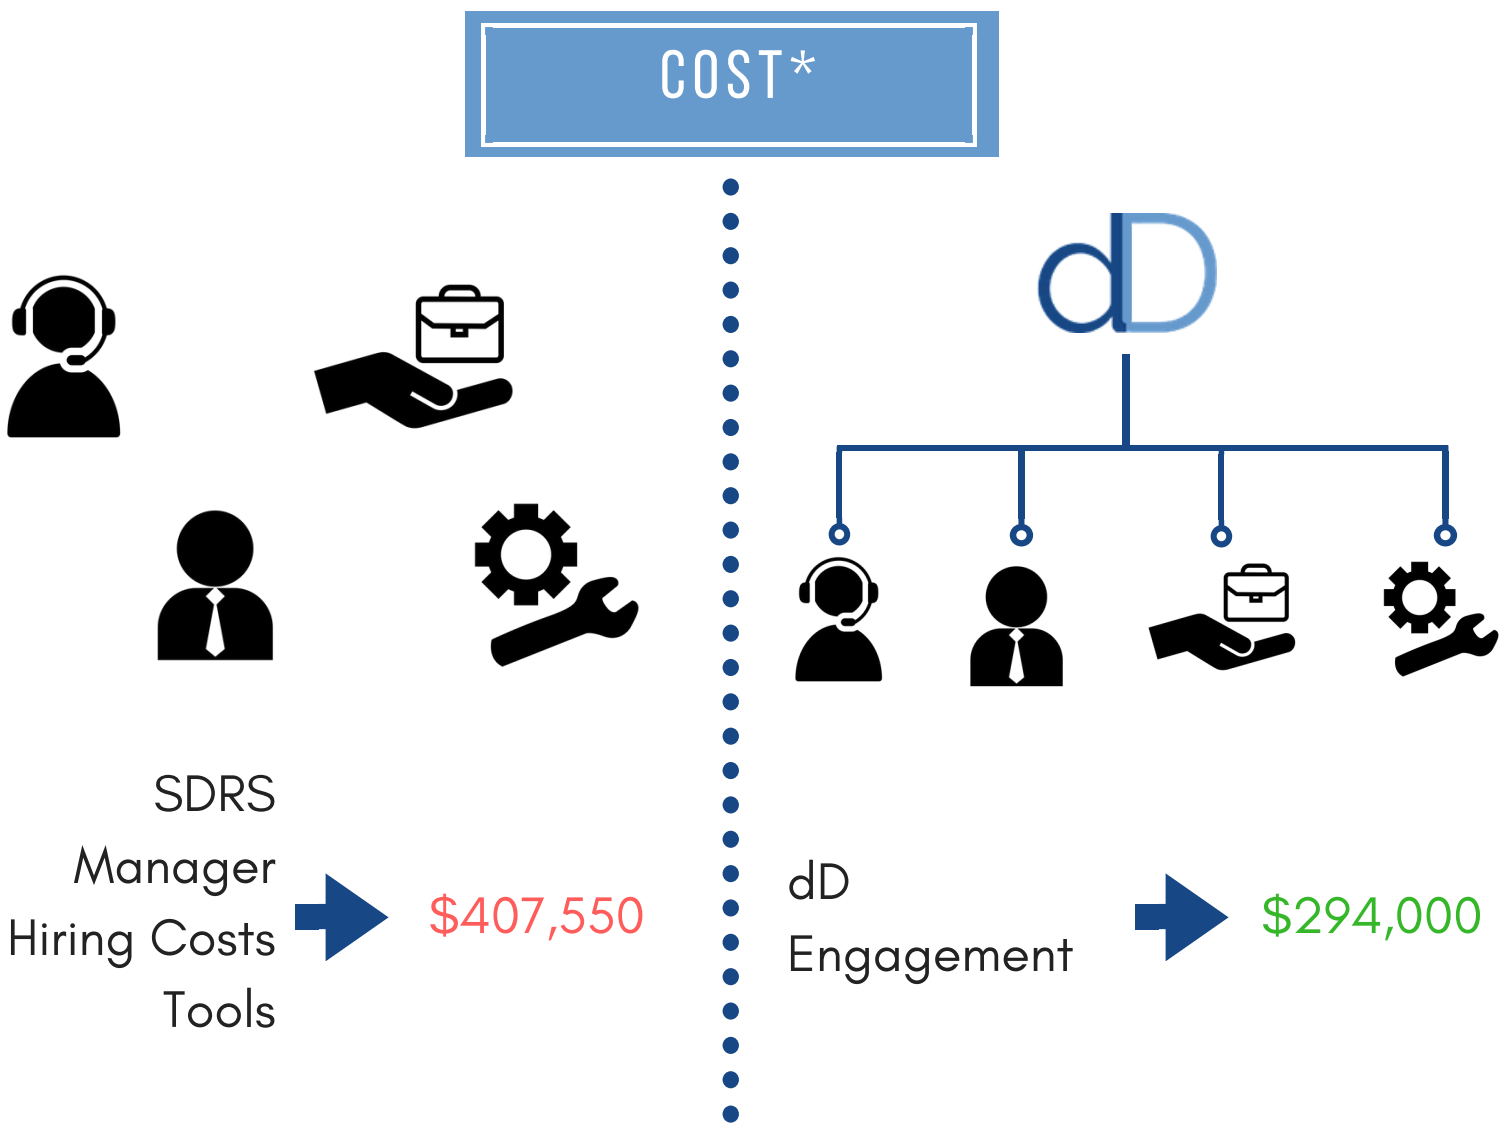 COST*
dD
SDRS
Manager
Hiring Costs
Tools
$407,550
dD
Engagement
$294,000